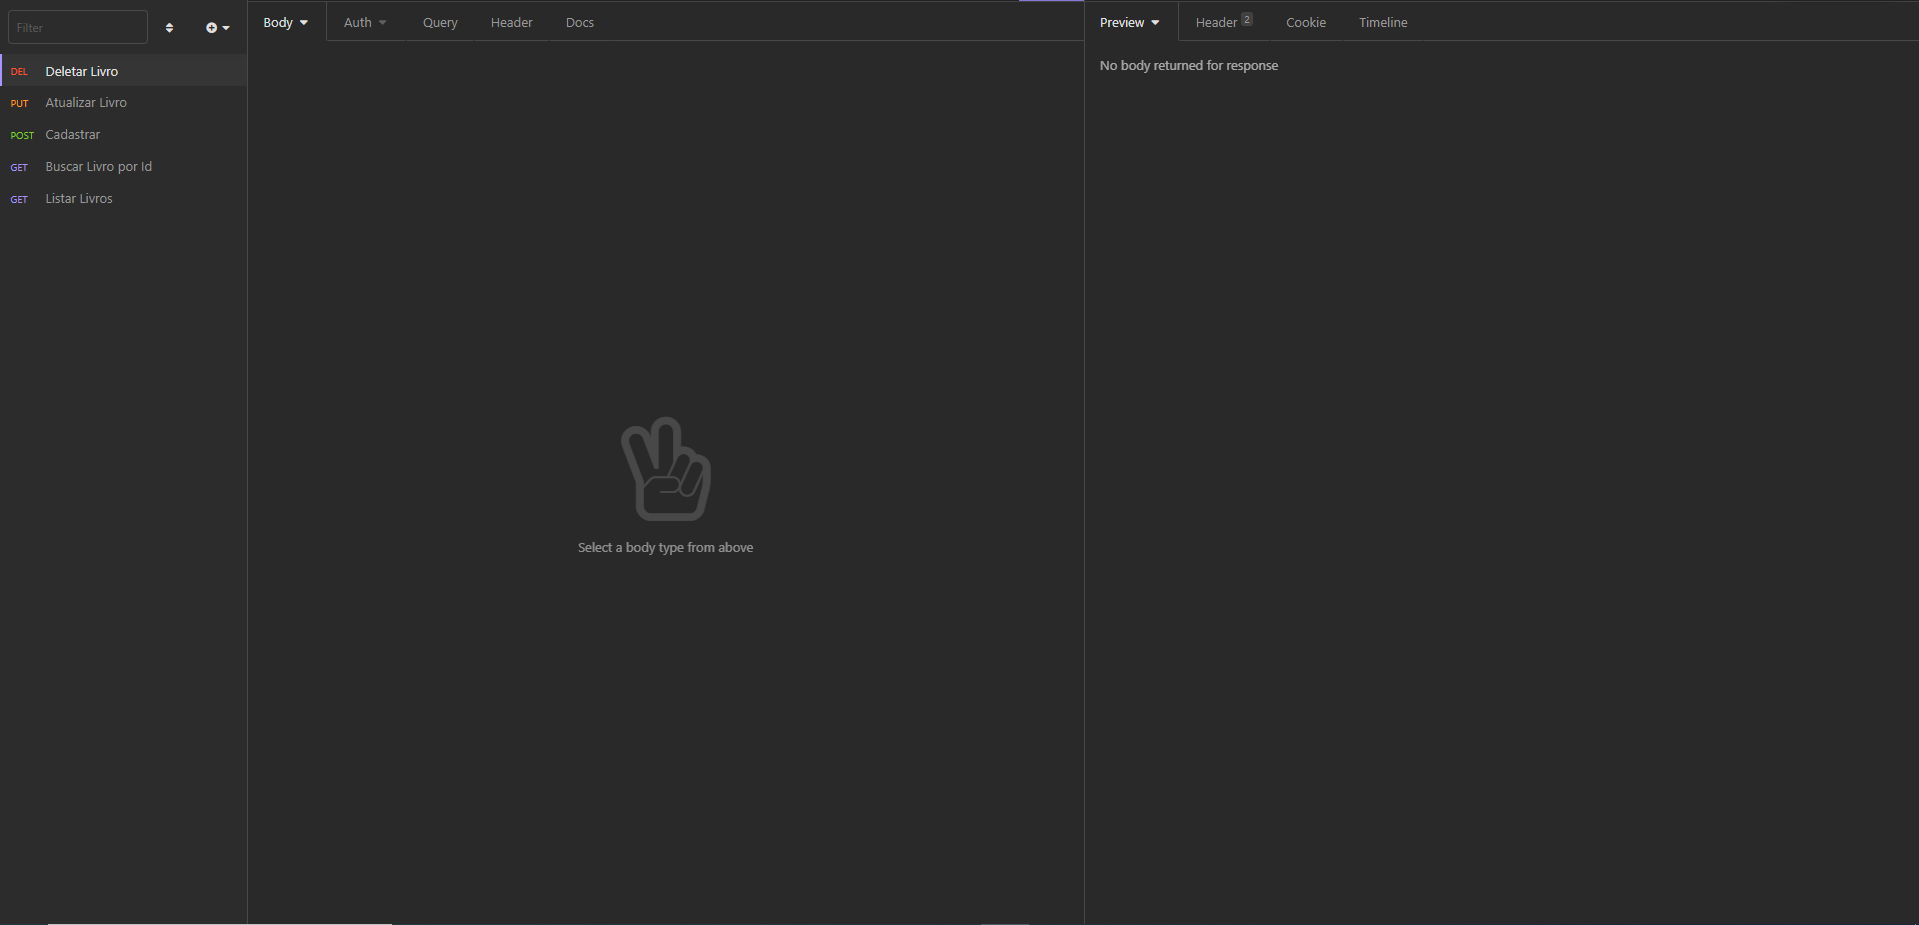 Filter
DEL Deletar Livro
PUT Atualizar Livro
POST Cadastrar
GET Buscar Livro por Id
GET Listar Livros
Body Auth Query Header Docs
Select a body type from above
Preview Header 2 Cookie Timeline
No body returned for response